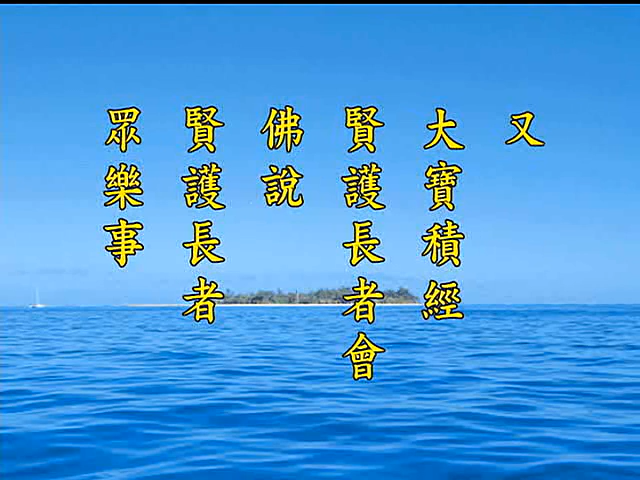 又
大寶積經
賢護長者會
佛說
賢護長者
眾樂事